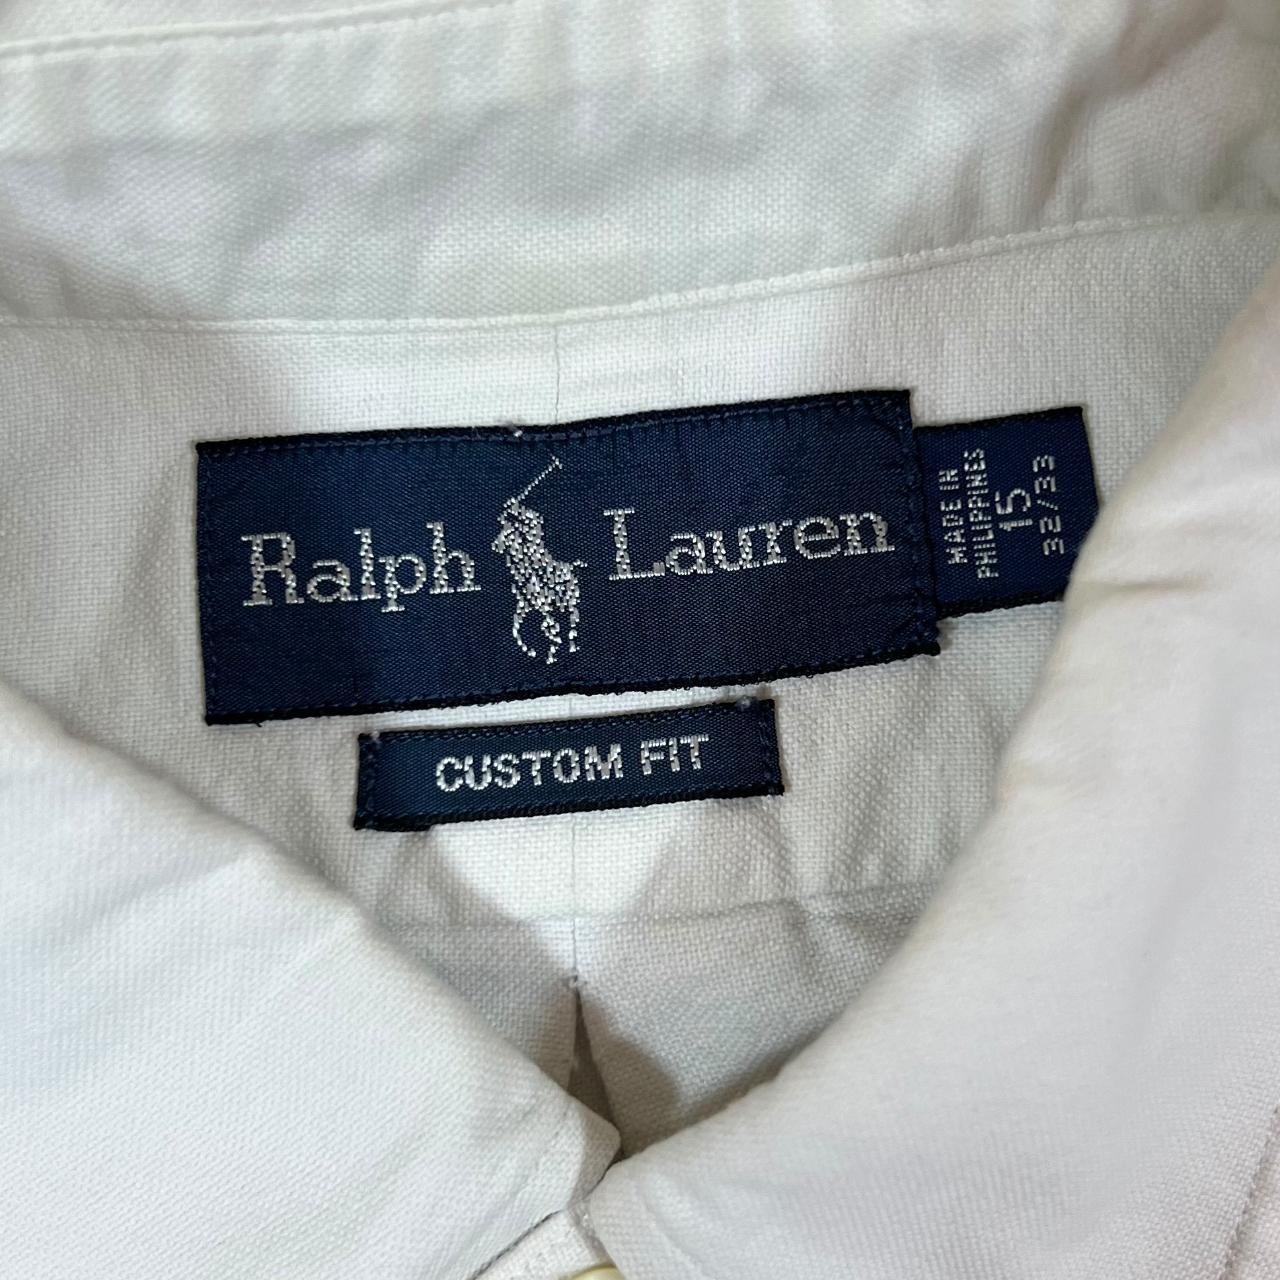 Ralph Lauren
MADE IN
PHILIPPINES
15
32/33
CUSTOM FIT